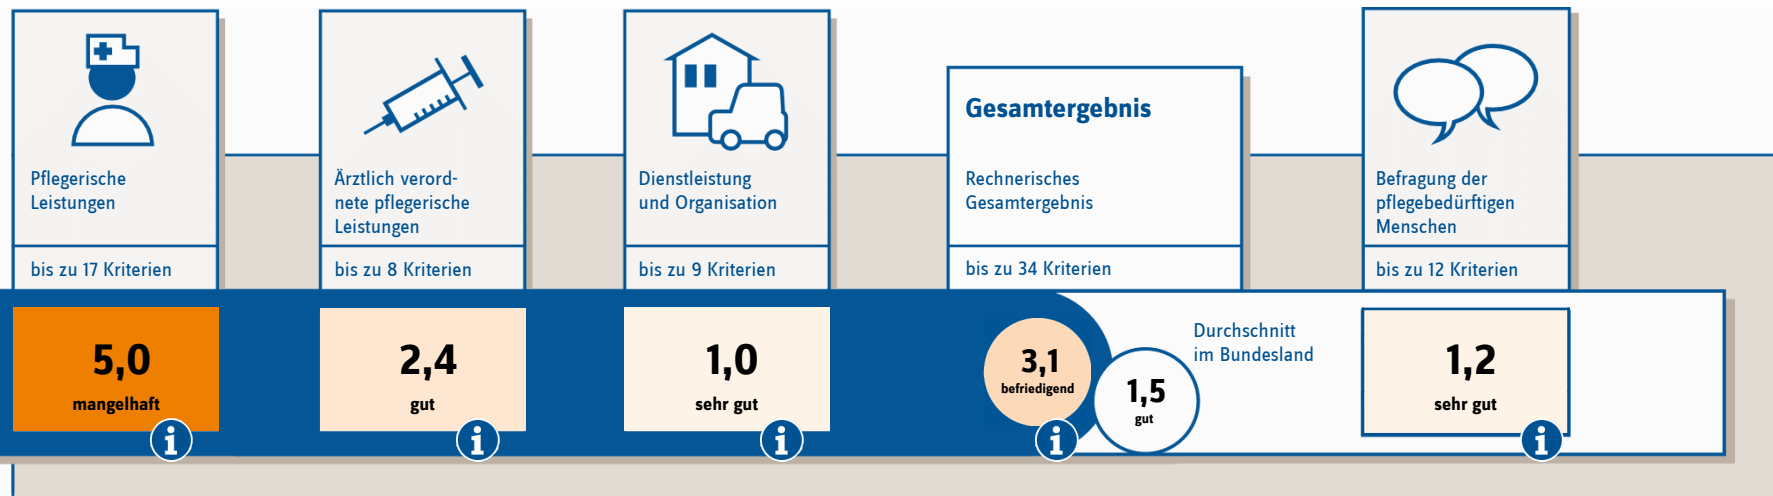 Pflegerische
Leistungen
bis zu 17 Kriterien
5,0
mangelhaft
i
Ärztlich verord-
nete pflegerische
Leistungen
bis zu 8 Kriterien
2,4
gut
i
Dienstleistung
und Organisation
bis zu 9 Kriterien
1,0
sehr gut
i
Gesamtergebnis
Rechnerisches
Gesamtergebnis
bis zu 34 Kriterien
3,1
befriedigend
i
1,5
gut
Durchschnitt
im Bundesland
Befragung der
pflegebedürftigen
Menschen
bis zu 12 Kriterien
1,2
sehr gut
i